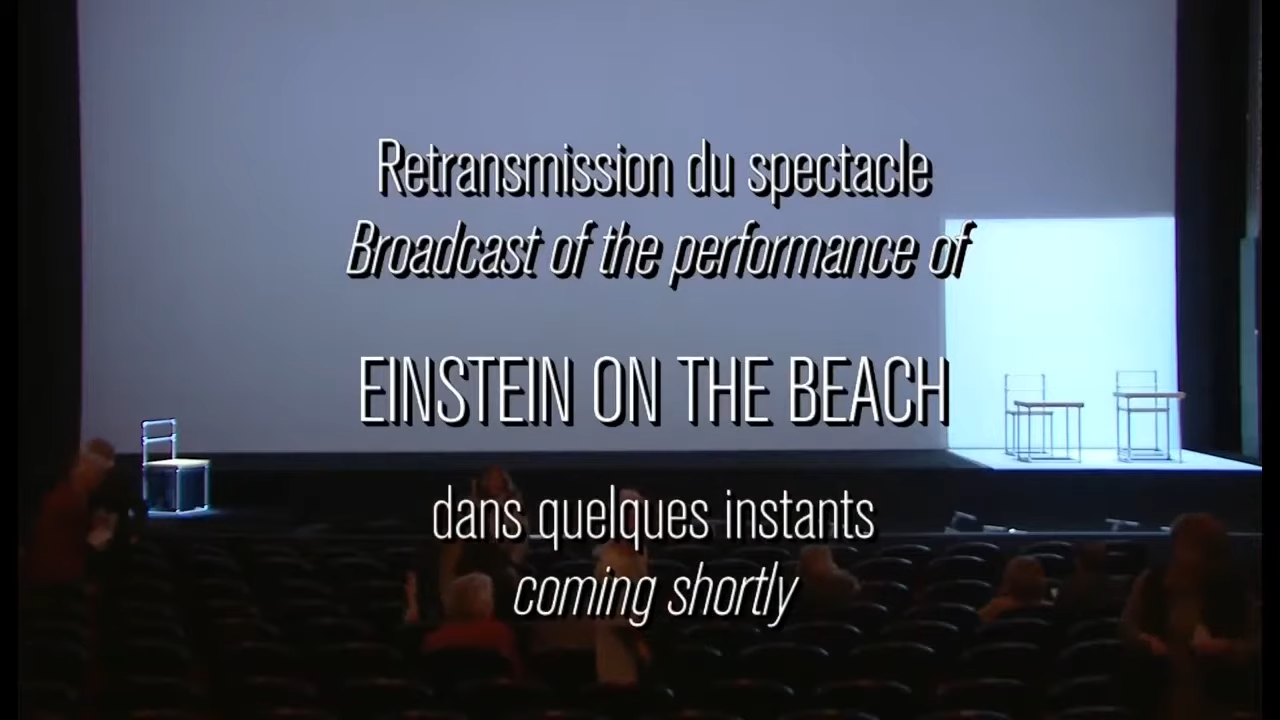 Retransmission du spectacle
Broadcast of the performance of
EINSTEIN ON THE BEACH
dans quelques instants
coming shortly